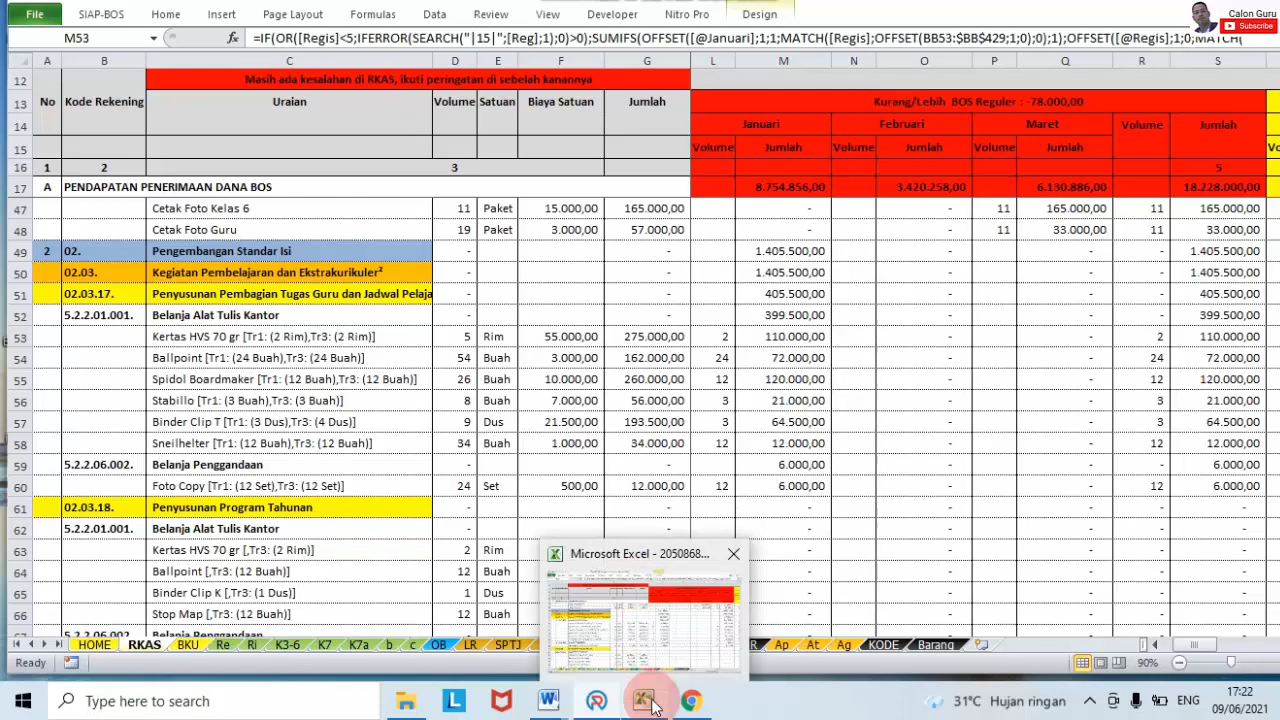 File SIAP-BOS Home Insert Page Layout Formulas Data Review View Developer Nitro Pro Design
Calon Guru
Subscribe
M53 fx =IF(OR([Regis]<5;IFERROR(SEARCH("|15|";[Reg];1);0)>0);SUMIFS(OFFSET([@Januari];1;1;MATCH([Regis];OFFSET(BB53:$BB$429;1;0);0);1);OFFSET([@Regis];1;0;MATCH(
A B C D E F G L M N O P Q R S
12 Masih ada kesalahan di RKAS, ikuti peringatan di sebelah kanannya
13 No Kode Rekening Uraian Volume Satuan Biaya Satuan Jumlah Kurang/Lebih BOS Reguler : -78.000,00
14 Januari Februari Maret Volume Jumlah
15 Volume Jumlah Volume Jumlah Volume Jumlah
16 1 2 3 5
17 A PENDAPATAN PENERIMAAN DANA BOS 8.754.856,00 3.420.258,00 6.130.886,00 18.228.000,00
47 Cetak Foto Kelas 6 11 Paket 15.000,00 165.000,00 - - 11 165.000,00 11 165.000,00
48 Cetak Foto Guru 19 Paket 3.000,00 57.000,00 - - 11 33.000,00 11 33.000,00
49 2 02. Pengembangan Standar Isi - - 1.405.500,00 - - 1.405.500,00
50 02.03. Kegiatan Pembelajaran dan Ekstrakurikuler² - - 1.405.500,00 - - 1.405.500,00
51 02.03.17. Penyusunan Pembagian Tugas Guru dan Jadwal Pelaja - - 405.500,00 - - 405.500,00
52 5.2.2.01.001. Belanja Alat Tulis Kantor - - 399.500,00 - - 399.500,00
53 Kertas HVS 70 gr [Tr1: (2 Rim),Tr3: (2 Rim)] 5 Rim 55.000,00 275.000,00 2 110.000,00 - - 2 110.000,00
54 Ballpoint [Tr1: (24 Buah),Tr3: (24 Buah)] 54 Buah 3.000,00 162.000,00 24 72.000,00 - - 24 72.000,00
55 Spidol Boardmaker [Tr1: (12 Buah),Tr3: (12 Buah)] 26 Buah 10.000,00 260.000,00 12 120.000,00 - - 12 120.000,00
56 Stabillo [Tr1: (3 Buah),Tr3: (3 Buah)] 8 Buah 7.000,00 56.000,00 3 21.000,00 - - 3 21.000,00
57 Binder Clip T [Tr1: (3 Dus),Tr3: (4 Dus)] 9 Dus 21.500,00 193.500,00 3 64.500,00 - - 3 64.500,00
58 Sneilhelter [Tr1: (12 Buah),Tr3: (12 Buah)] 34 Buah 1.000,00 34.000,00 12 12.000,00 - - 12 12.000,00
59 5.2.2.06.002. Belanja Penggandaan - - 6.000,00 - - 6.000,00
60 Foto Copy [Tr1: (12 Set),Tr3: (12 Set)] 24 Set 500,00 12.000,00 12 6.000,00 - - 12 6.000,00
61 02.03.18. Penyusunan Program Tahunan - - - - - -
62 5.2.2.01.001. Belanja Alat Tulis Kantor - - - - - -
63 Kertas HVS 70 gr [,Tr3: (2 Rim)] 2 Rim - - - -
64 Ballpoint [,Tr3: (12 Buah)] 12 Buah - - - -
65 Binder Clip K [,Tr3: (1 Dus)] 1 Dus - - - -
66 Stop Map [,Tr3: (12 Buah)] 12 Buah - - - -
5.2.2.06.002. Belanja Penggandaan
Microsoft Excel - 2050868...
HOME RKAS BKU Re Ri K3-6 K7 K7a b c OB LR SPTJ R Ap At Ag KODE Barang
Ready 90%
Type here to search 31°C Hujan ringan ENG 17:22
09/06/2021